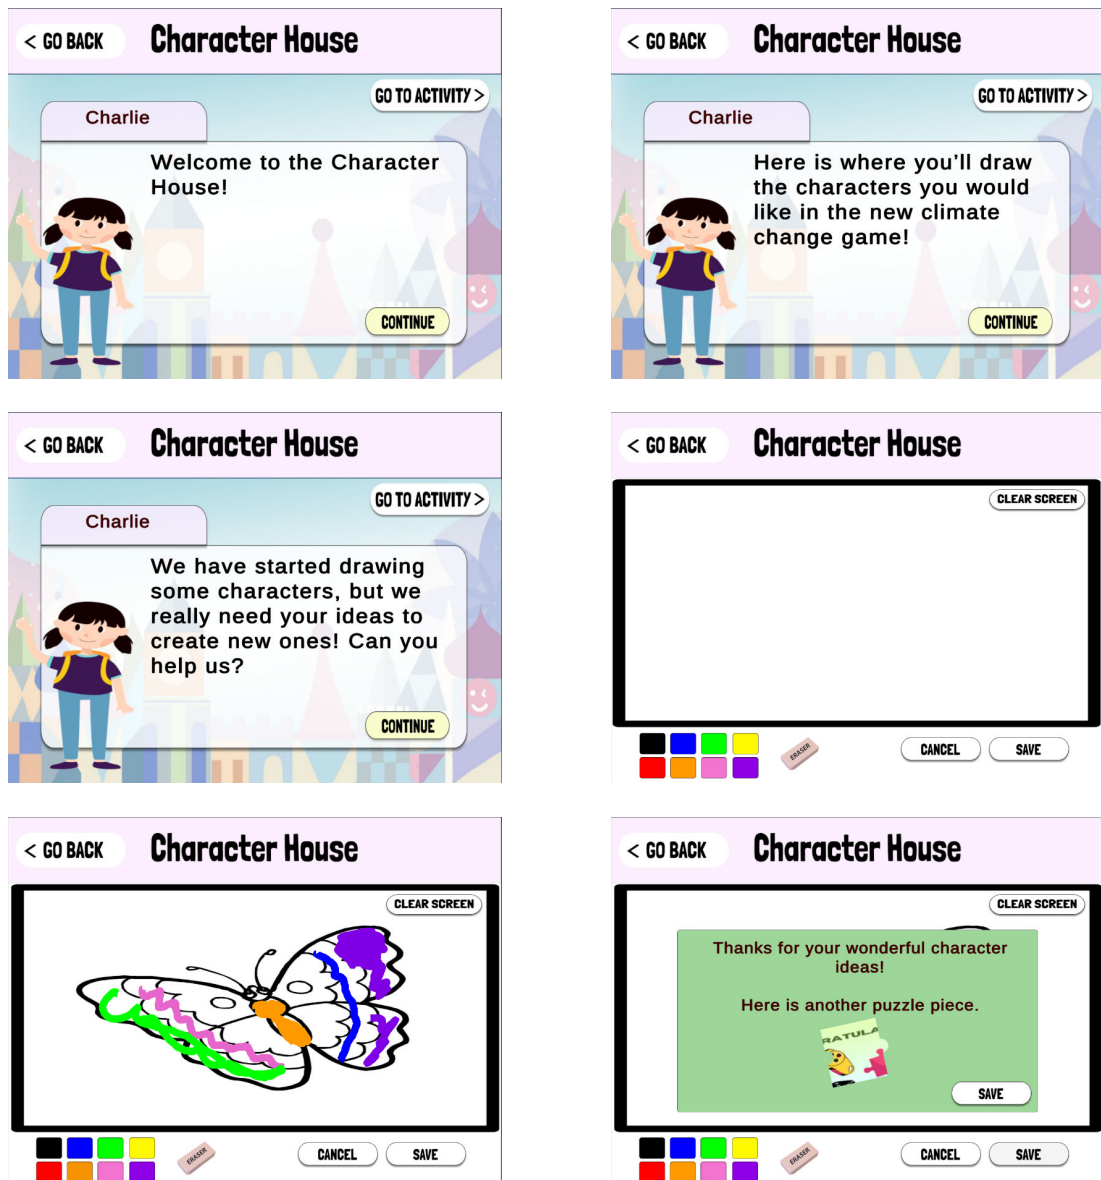 < GO BACK
Character House
GO TO ACTIVITY >
Charlie
Welcome to the Character
House!
CONTINUE
< GO BACK
Character House
GO TO ACTIVITY >
Charlie
Here is where you’ll draw
the characters you would
like in the new climate
change game!
CONTINUE
< GO BACK
Character House
GO TO ACTIVITY >
Charlie
We have started drawing
some characters, but we
really need your ideas to
create new ones! Can you
help us?
CONTINUE
< GO BACK
Character House
CLEAR SCREEN
ERASER
CANCEL
SAVE
< GO BACK
Character House
CLEAR SCREEN
ERASER
CANCEL
SAVE
< GO BACK
Character House
CLEAR SCREEN
Thanks for your wonderful character
ideas!
Here is another puzzle piece.
RATULA
SAVE
ERASER
CANCEL
SAVE